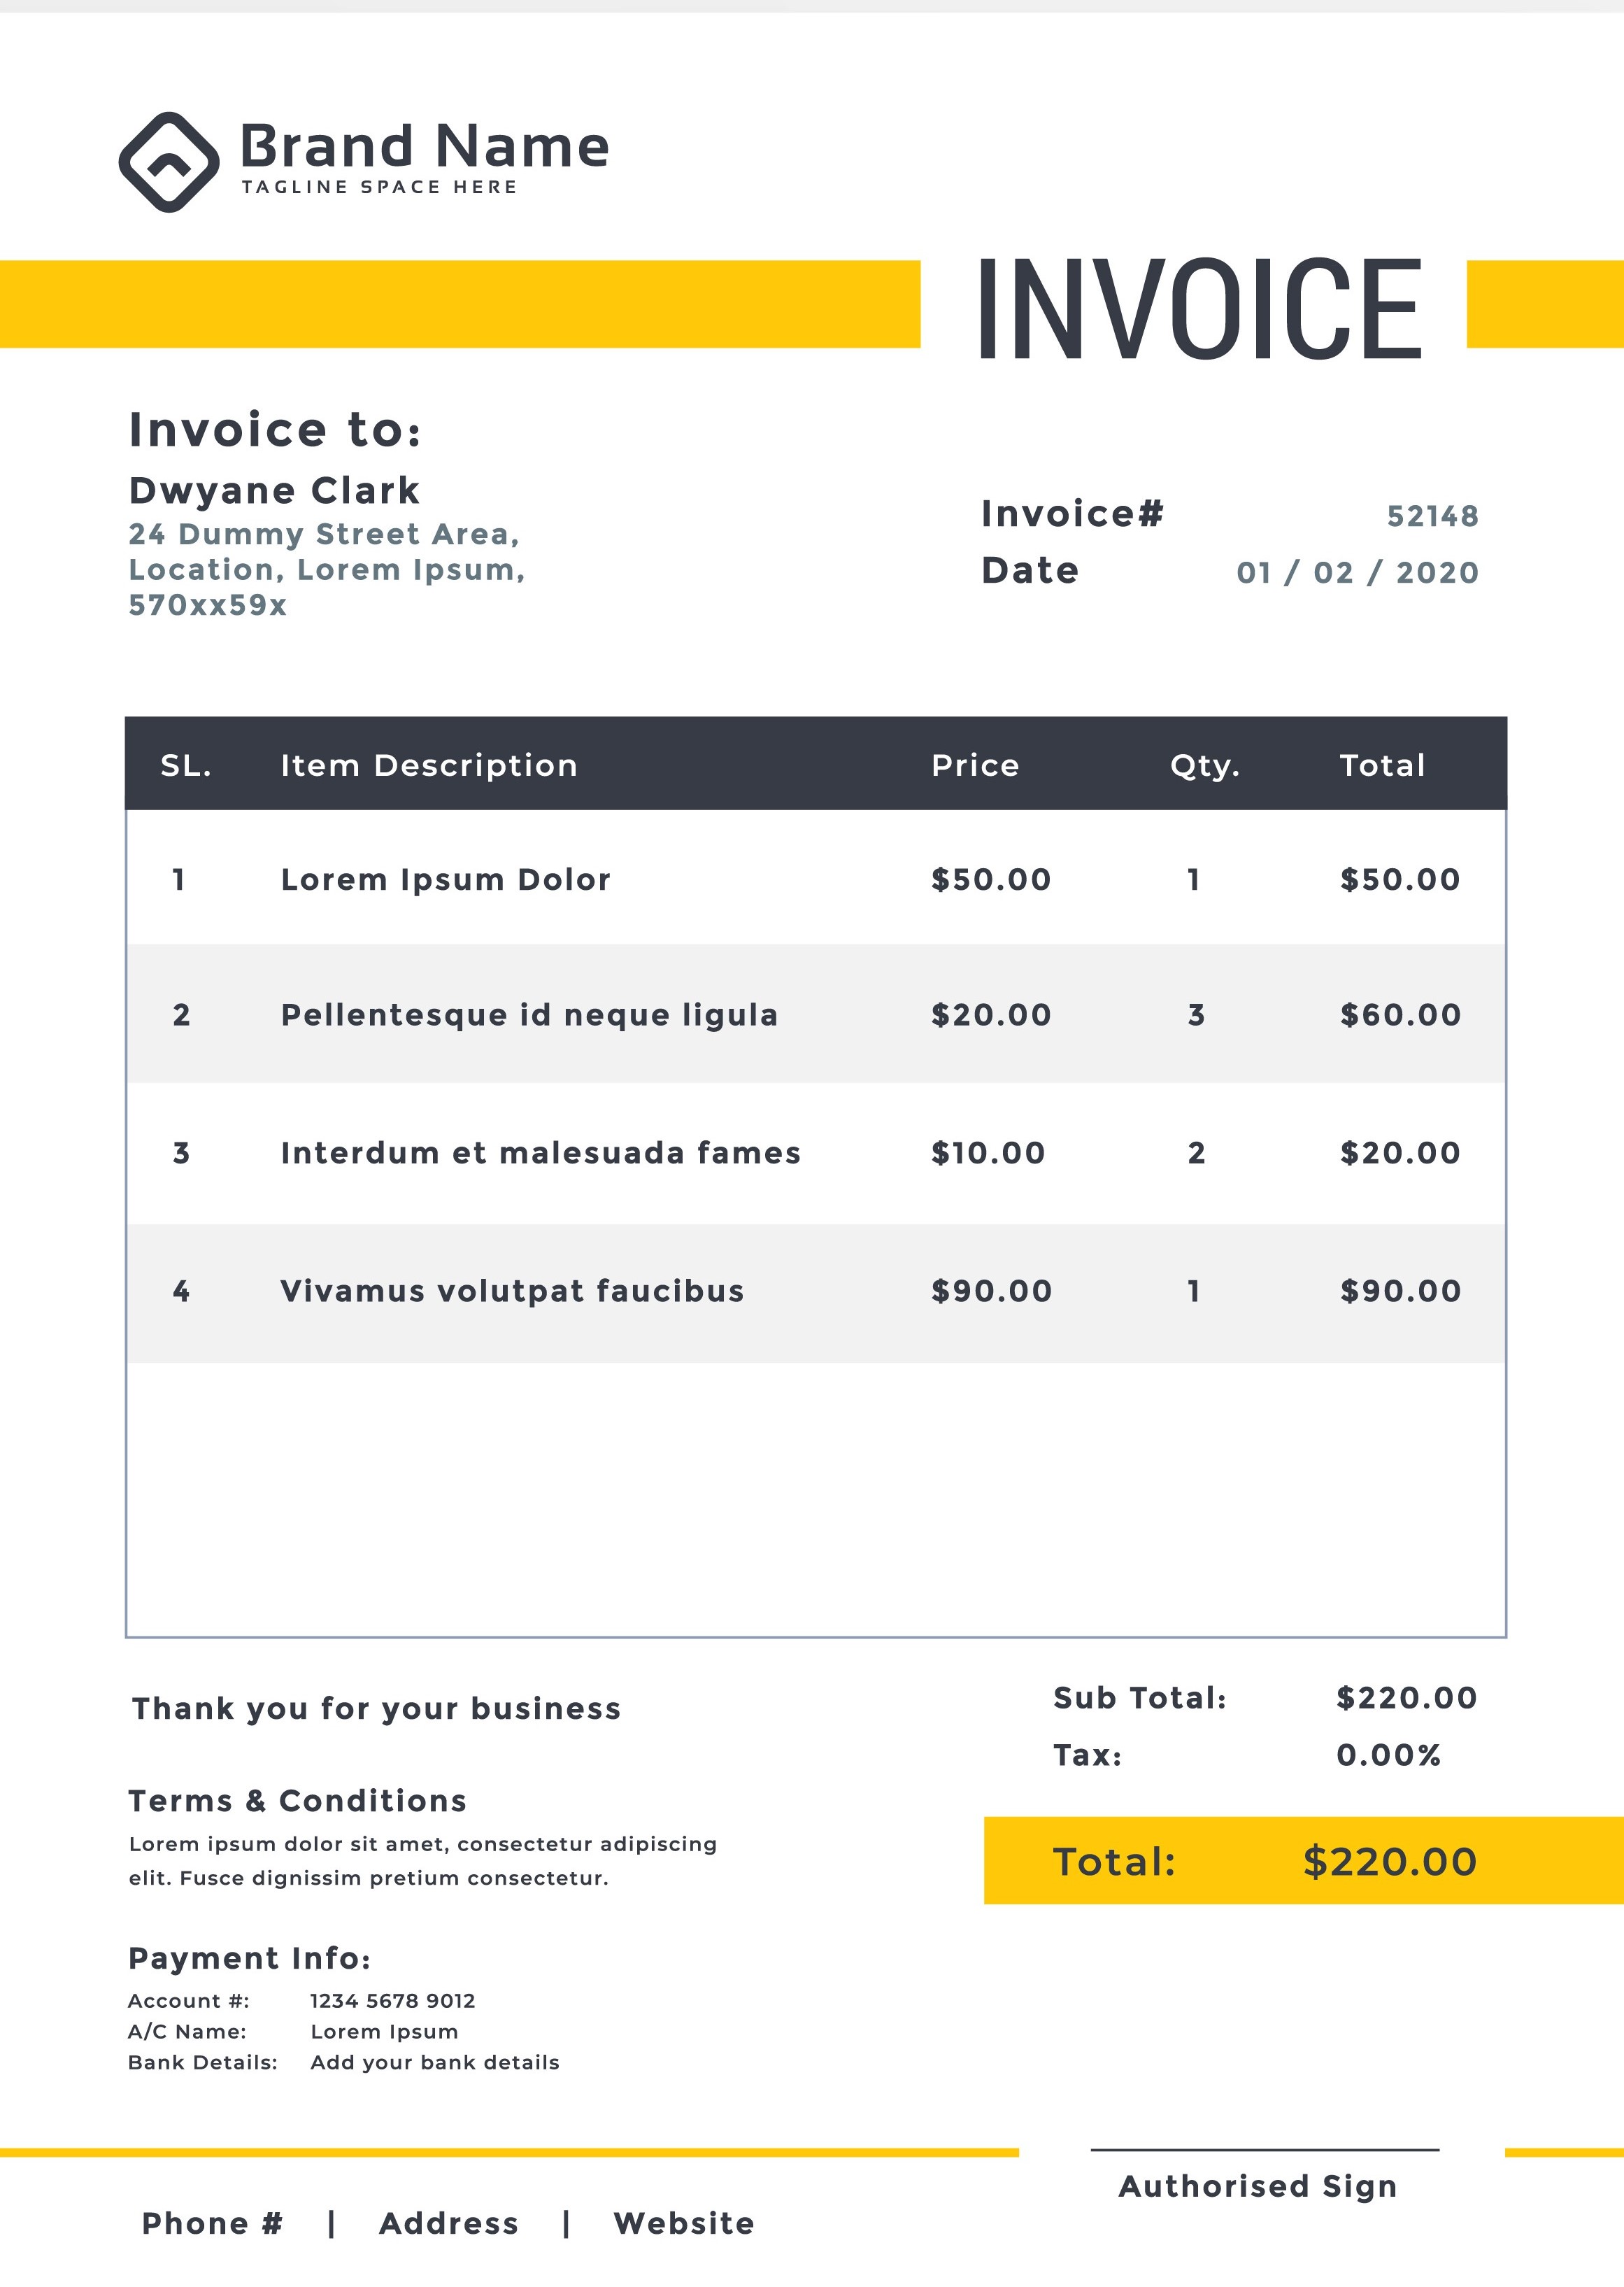 Brand Name
TAGLINE SPACE HERE
INVOICE
Invoice to:
Dwyane Clark
24 Dummy Street Area,
Location, Lorem Ipsum,
570xx59x
Invoice# 52148
Date 01 / 02 / 2020
SL. Item Description Price Qty. Total
1 Lorem Ipsum Dolor $50.00 1 $50.00
2 Pellentesque id neque ligula $20.00 3 $60.00
3 Interdum et malesuada fames $10.00 2 $20.00
4 Vivamus volutpat faucibus $90.00 1 $90.00
Thank you for your business
Sub Total: $220.00
Tax: 0.00%
Total: $220.00
Terms & Conditions
Lorem ipsum dolor sit amet, consectetur adipiscing
elit. Fusce dignissim pretium consectetur.
Payment Info:
Account #: 1234 5678 9012
A/C Name: Lorem Ipsum
Bank Details: Add your bank details
Authorised Sign
Phone # | Address | Website